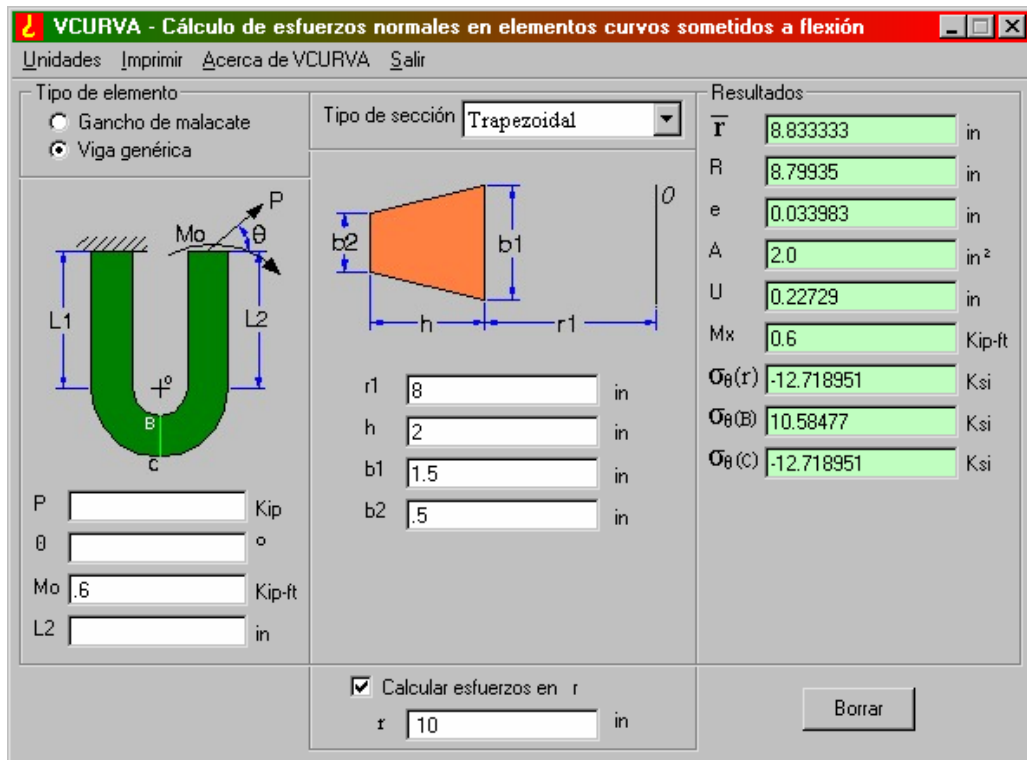 VCURVA - Cálculo de esfuerzos normales en elementos curvos sometidos a flexión
Unidades Imprimir Acerca de VCURVA Salir
Tipo de elemento
Gancho de malacate
Viga genérica
P
Mo
θ
L1
L2
o
B
C
P Kip
θ °
Mo .6 Kip-ft
L2 in
Tipo de sección Trapezoidal
O
b2
b1
h
r1
r1 8 in
h 2 in
b1 1.5 in
b2 .5 in
Calcular esfuerzos en r
r 10 in
Resultados
r̅ 8.833333 in
R 8.79935 in
e 0.033983 in
A 2.0 in²
U 0.22729 in
Mx 0.6 Kip-ft
σθ(r) -12.718951 Ksi
σθ(B) 10.58477 Ksi
σθ(C) -12.718951 Ksi
Borrar